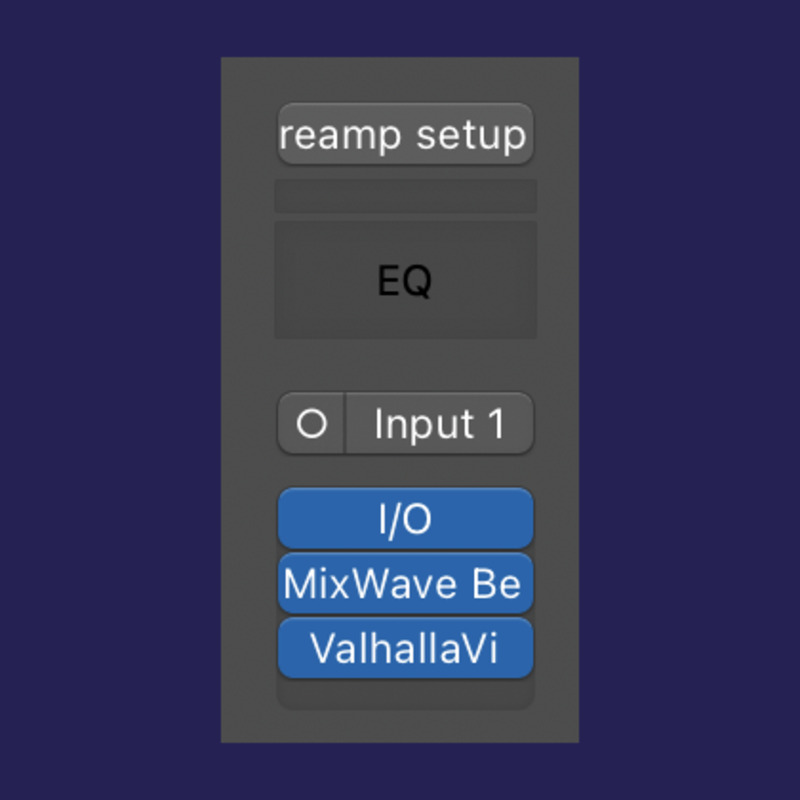 reamp setup
EQ
Input 1
I/O
MixWave Be
ValhallaVi